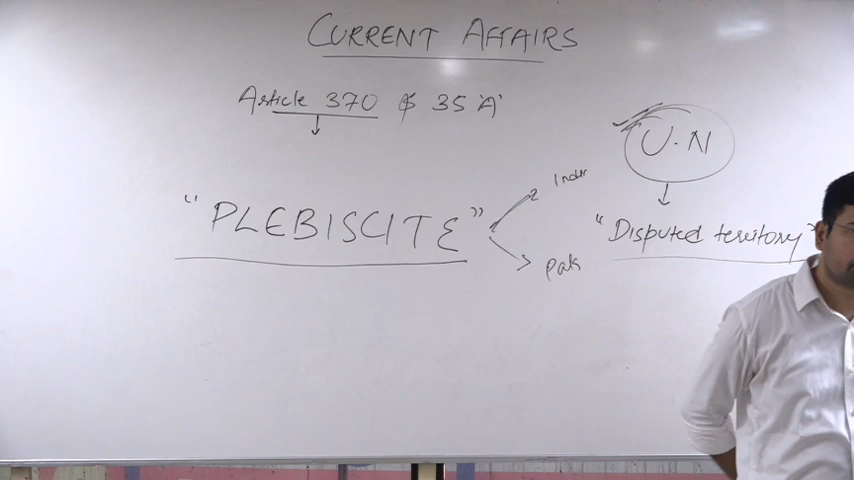 CURRENT AFFAIRS
Article 370 & 35 'A'
U.N
"PLEBISCITE"
India
Pak
"Disputed territory"